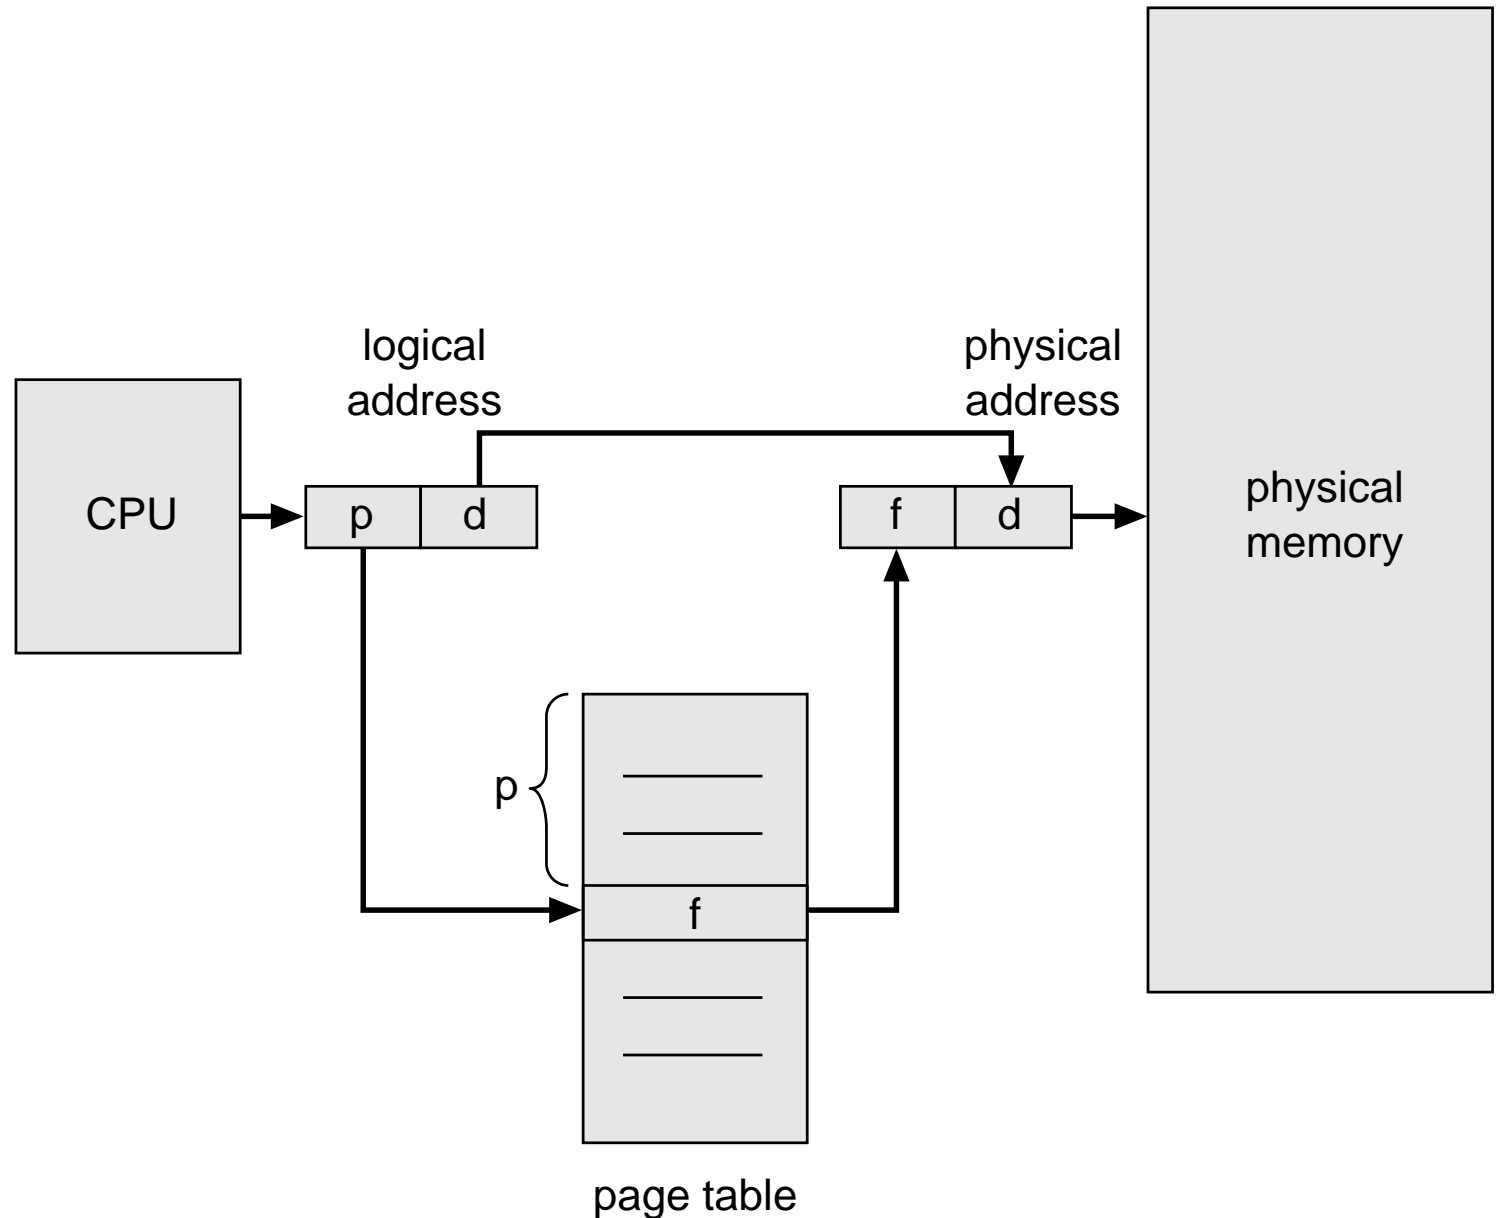 logical
address
physical
address
CPU
p
d
f
d
physical
memory
p
f
page table